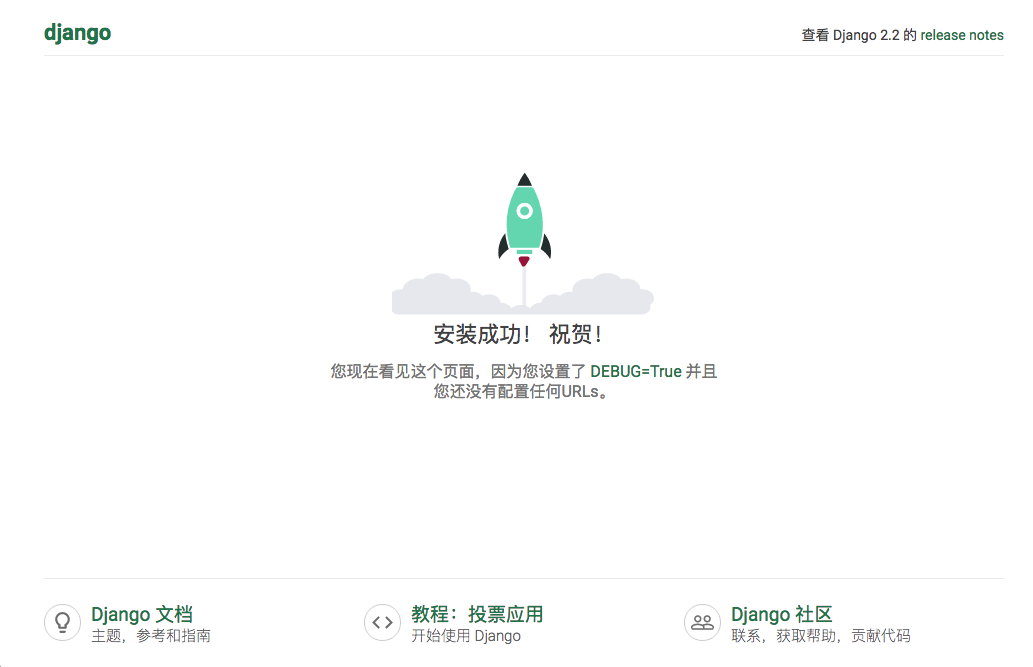 django
查看 Django 2.2 的 release notes
安装成功！ 祝贺！
您现在看见这个页面，因为您设置了 DEBUG=True 并且
您还没有配置任何URLs。
Django 文档
主题，参考和指南
教程：投票应用
开始使用 Django
Django 社区
联系，获取帮助，贡献代码